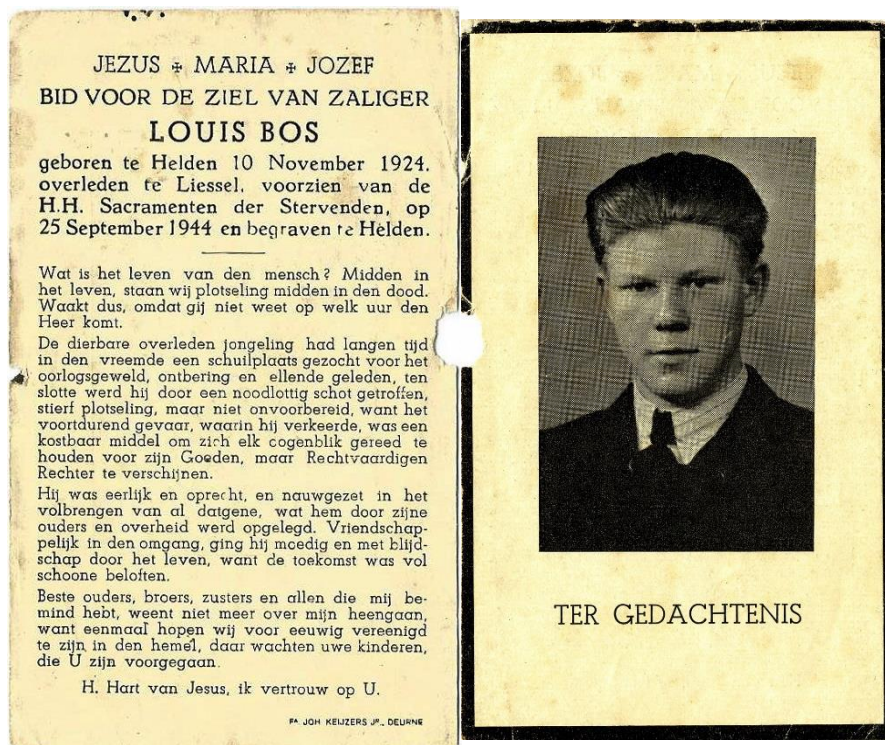 JEZUS ✠ MARIA ✠ JOZEF
BID VOOR DE ZIEL VAN ZALIGER
LOUIS BOS
geboren te Helden 10 November 1924,
overleden te Liessel, voorzien van de
H.H. Sacramenten der Stervenden, op
25 September 1944 en begraven te Helden.
Wat is het leven van den mensch? Midden in
het leven, staan wij plotseling midden in den dood.
Waakt dus, omdat gij niet weet op welk uur den
Heer komt.
De dierbare overleden jongeling had langen tijd
in den vreemde een schuilplaats gezocht voor het
oorlogsgeweld, ontbering en ellende geleden, ten
slotte werd hij door een noodlottig schot getroffen,
stierf plotseling, maar niet onvoorbereid, want het
voortdurend gevaar, waarin hij verkeerde, was een
kostbaar middel om zich elk cogenblik gereed te
houden voor zijn Goeden, maar Rechtvaardigen
Rechter te verschijnen.
Hij was eerlijk en oprecht, en nauwgezet in het
volbrengen van al datgene, wat hem door zijne
ouders en overheid werd opgelegd. Vriendschap-
pelijk in den omgang, ging hij moedig en met blijd-
schap door het leven, want de toekomst was vol
schoone beloften.
Beste ouders, broers, zusters en allen die mij be-
mind hebt, weent niet meer over mijn heengaan,
want eenmaal hopen wij voor eeuwig vereenigd
te zijn in den hemel, daar wachten uwe kinderen,
die U zijn voorgegaan.
H. Hart van Jesus, ik vertrouw op U.
FA JOH KEIJZERS JR., DEURNE
TER GEDACHTENIS